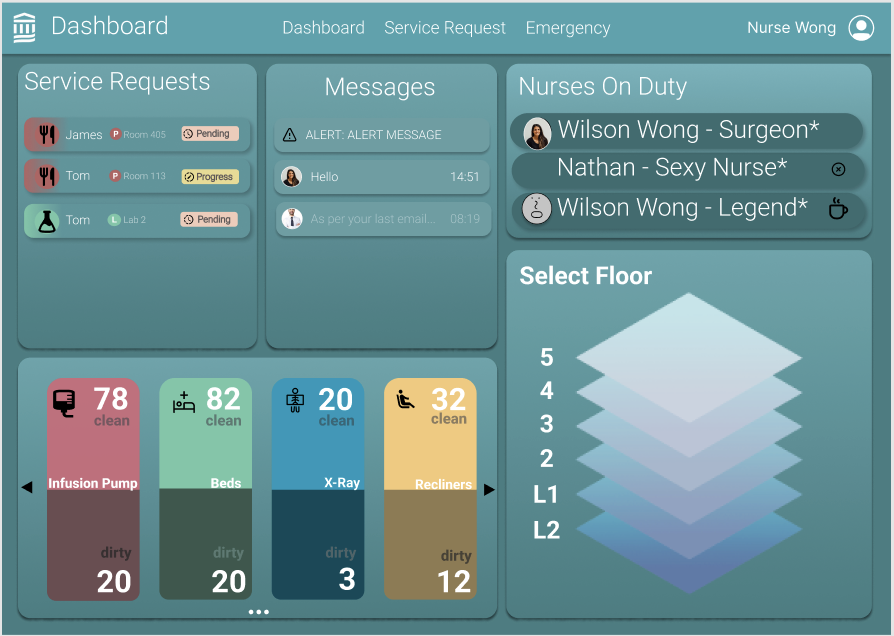 Dashboard
Dashboard Service Request Emergency
Nurse Wong
Service Requests
James P Room 405 Pending
Tom P Room 113 Progress
Tom L Lab 2 Pending
Messages
ALERT: ALERT MESSAGE
Hello 14:51
As per your last email... 08:19
Nurses On Duty
Wilson Wong - Surgeon*
Nathan - Sexy Nurse*
Wilson Wong - Legend*
78
clean
Infusion Pump
dirty
20
82
clean
Beds
dirty
20
20
clean
X-Ray
dirty
3
32
clean
Recliners
dirty
12
Select Floor
5
4
3
2
L1
L2